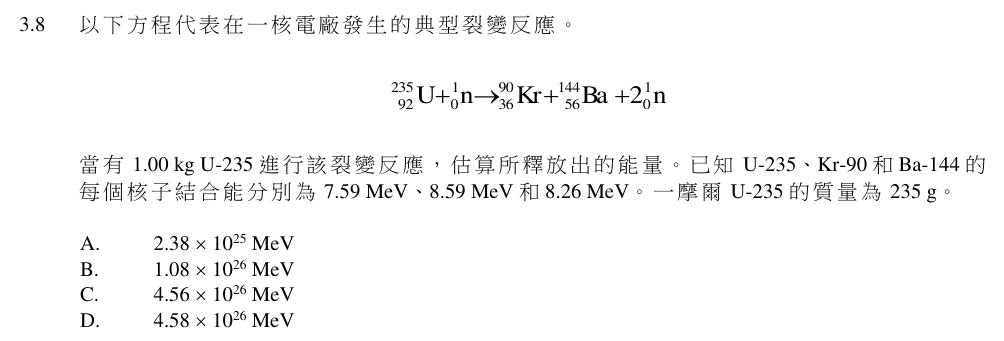 3.8 以下方程代表在一核電廠發生的典型裂變反應。
²³⁵₉₂U+¹₀n→⁹⁰₃₆Kr+¹⁴⁴₅₆Ba +2¹₀n
當有 1.00 kg U-235 進行該裂變反應，估算所釋放出的能量。已知 U-235、Kr-90 和 Ba-144 的
每個核子結合能分別為 7.59 MeV、8.59 MeV 和 8.26 MeV。一摩爾 U-235 的質量為 235 g。
A. 2.38 × 10²⁵ MeV
B. 1.08 × 10²⁶ MeV
C. 4.56 × 10²⁶ MeV
D. 4.58 × 10²⁶ MeV